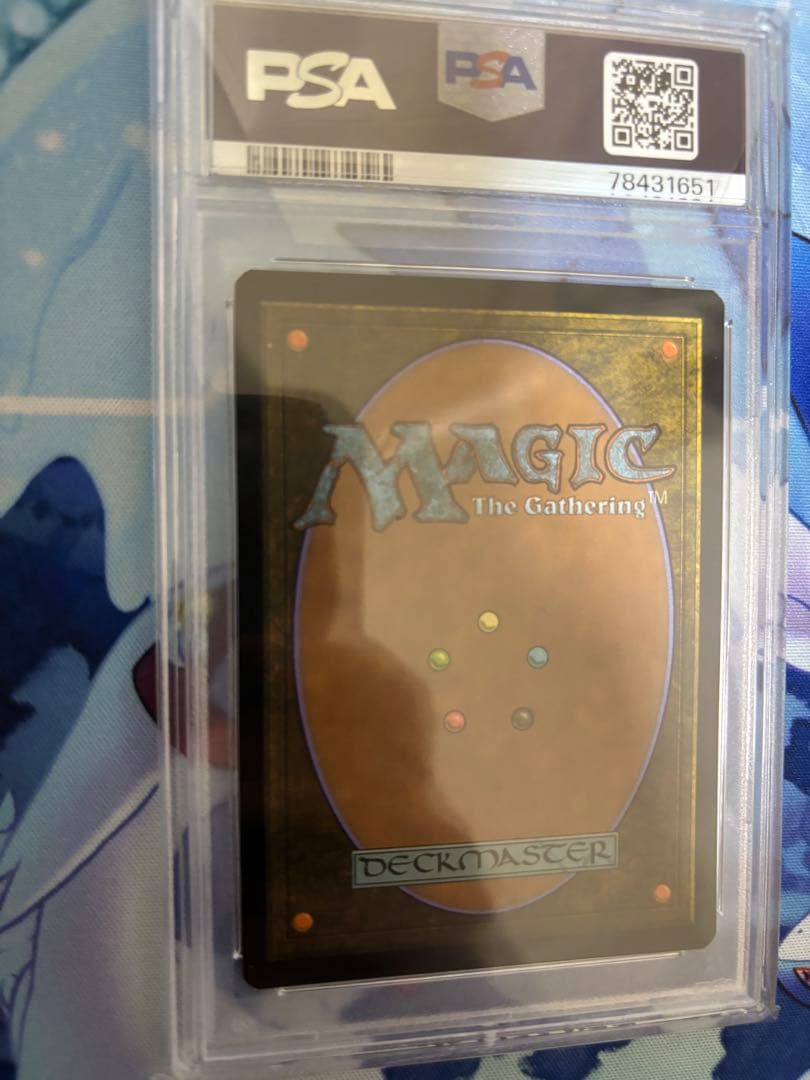 PSA PSA
78431651
MAGIC
The Gathering™
DECKMASTER